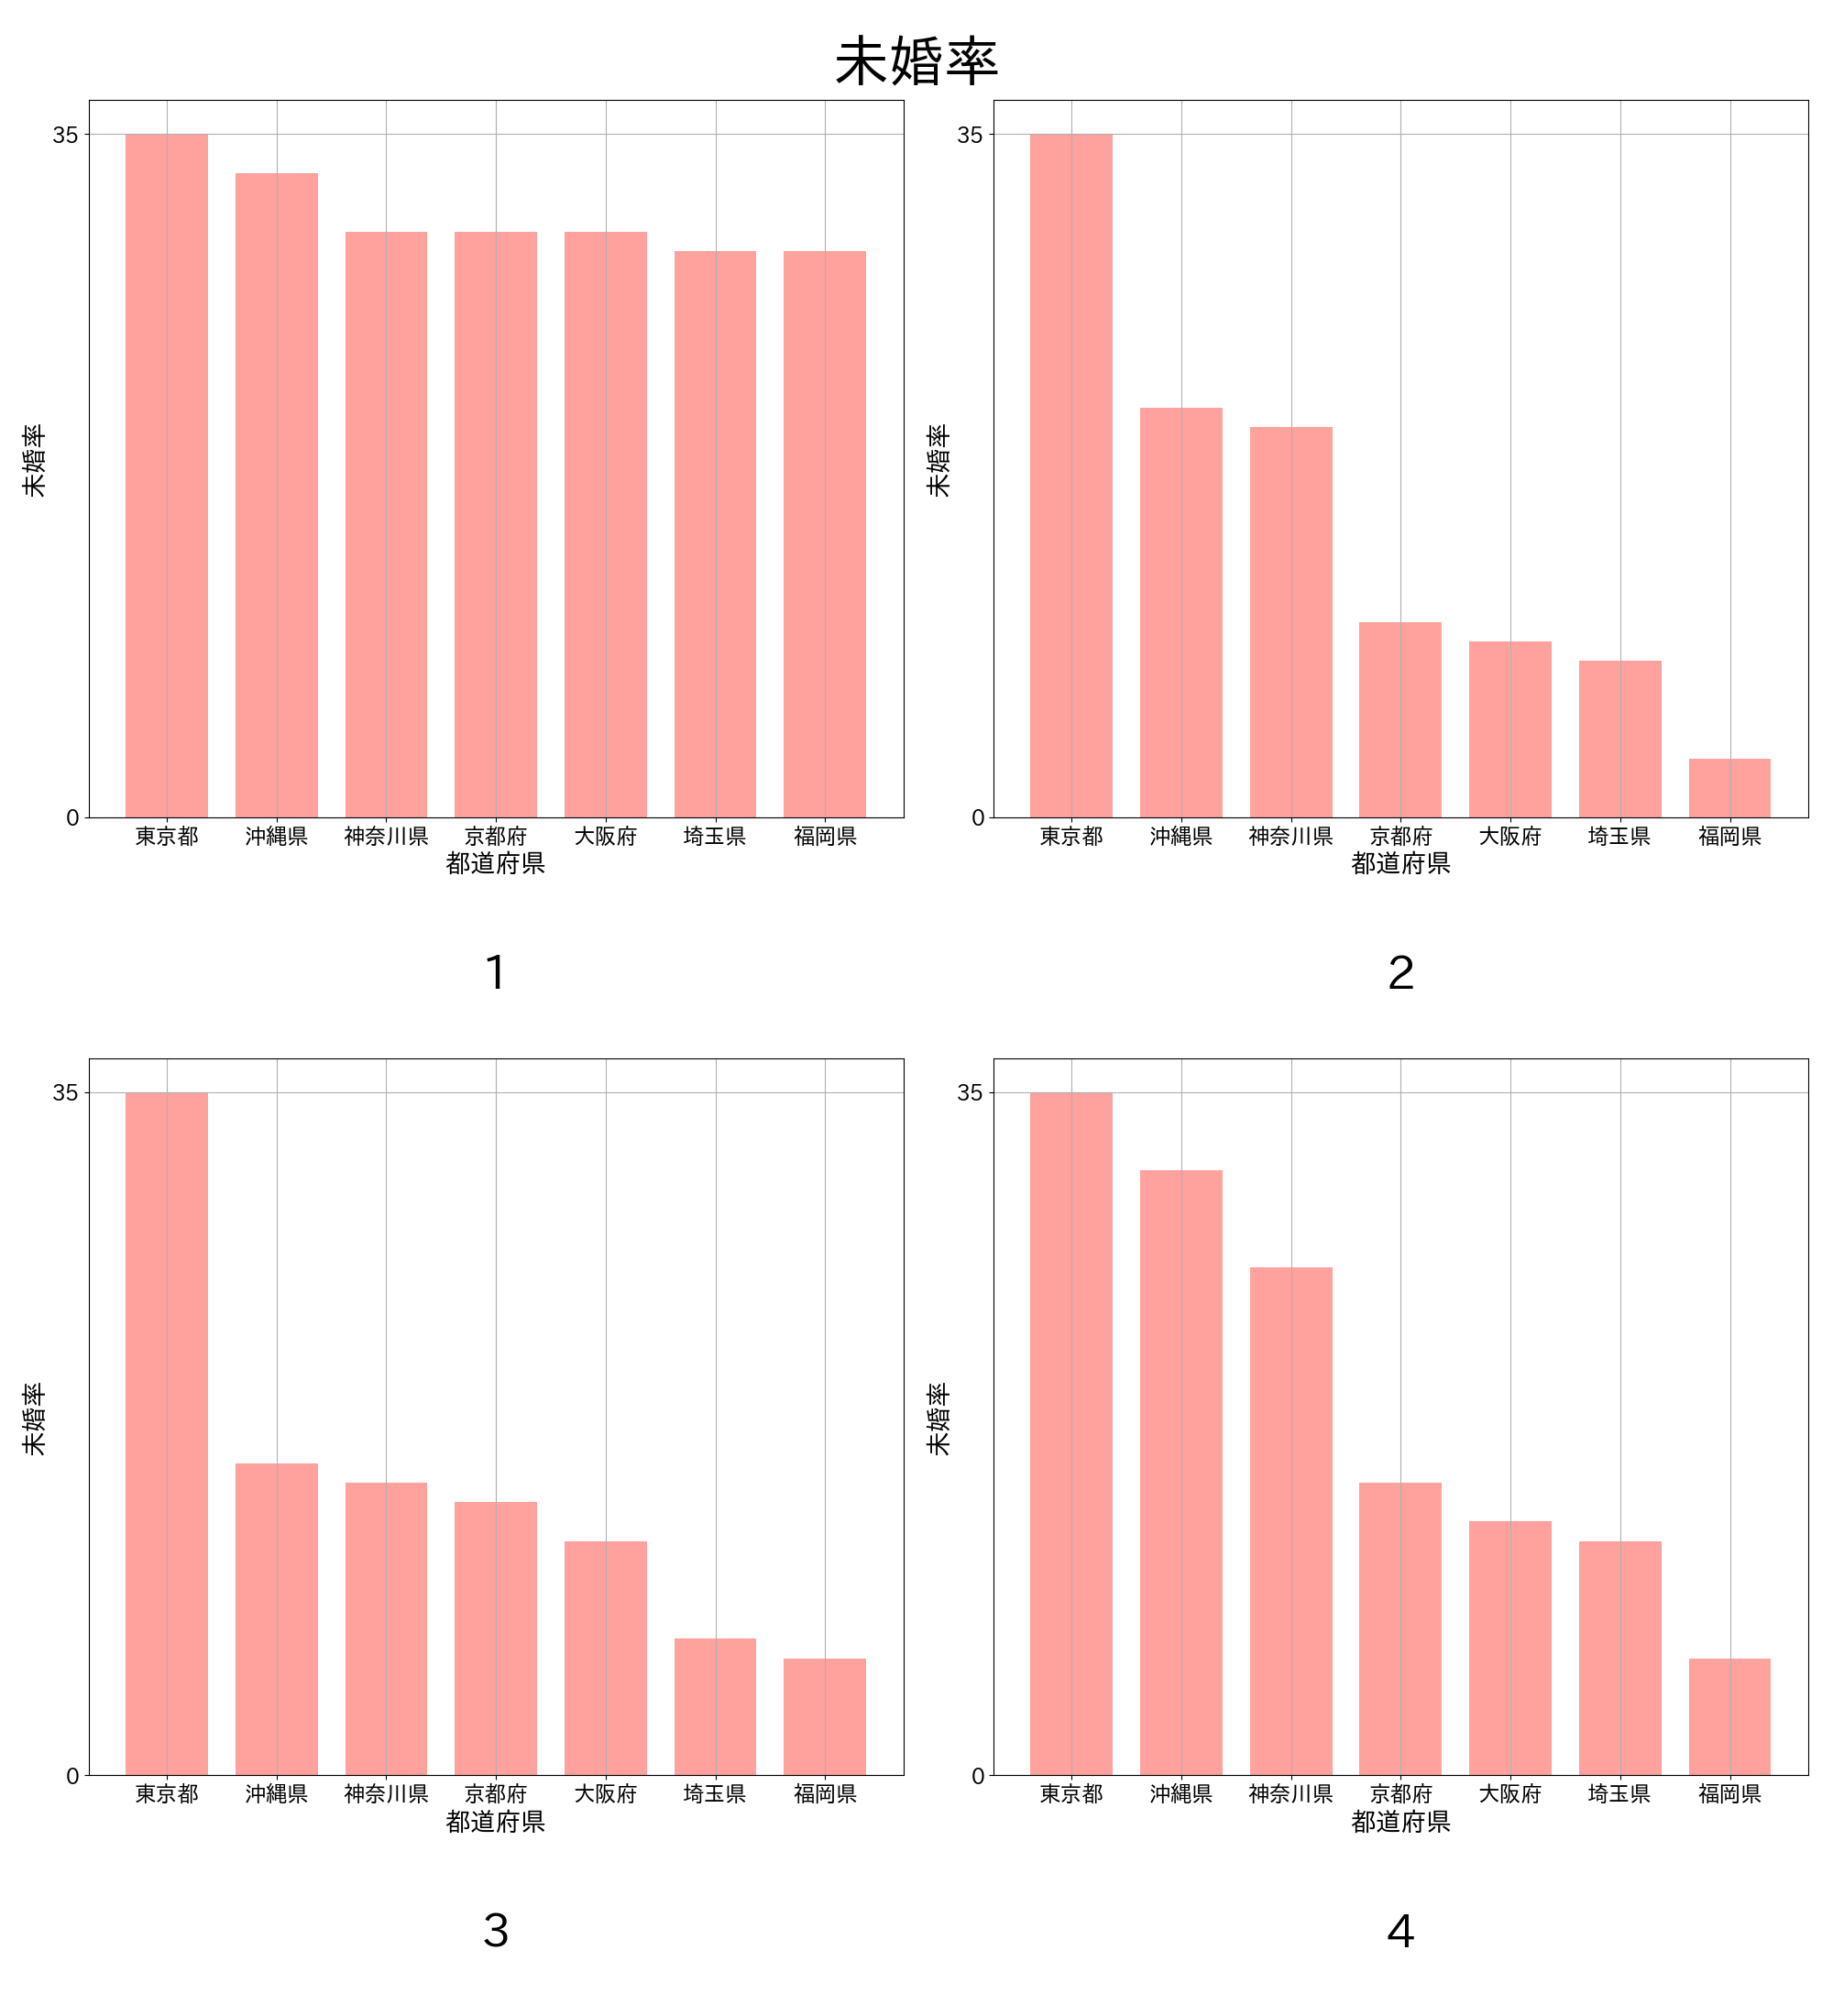 未婚率
35
0
未婚率
東京都 沖縄県 神奈川県 京都府 大阪府 埼玉県 福岡県
都道府県
1
35
0
未婚率
東京都 沖縄県 神奈川県 京都府 大阪府 埼玉県 福岡県
都道府県
2
35
0
未婚率
東京都 沖縄県 神奈川県 京都府 大阪府 埼玉県 福岡県
都道府県
3
35
0
未婚率
東京都 沖縄県 神奈川県 京都府 大阪府 埼玉県 福岡県
都道府県
4